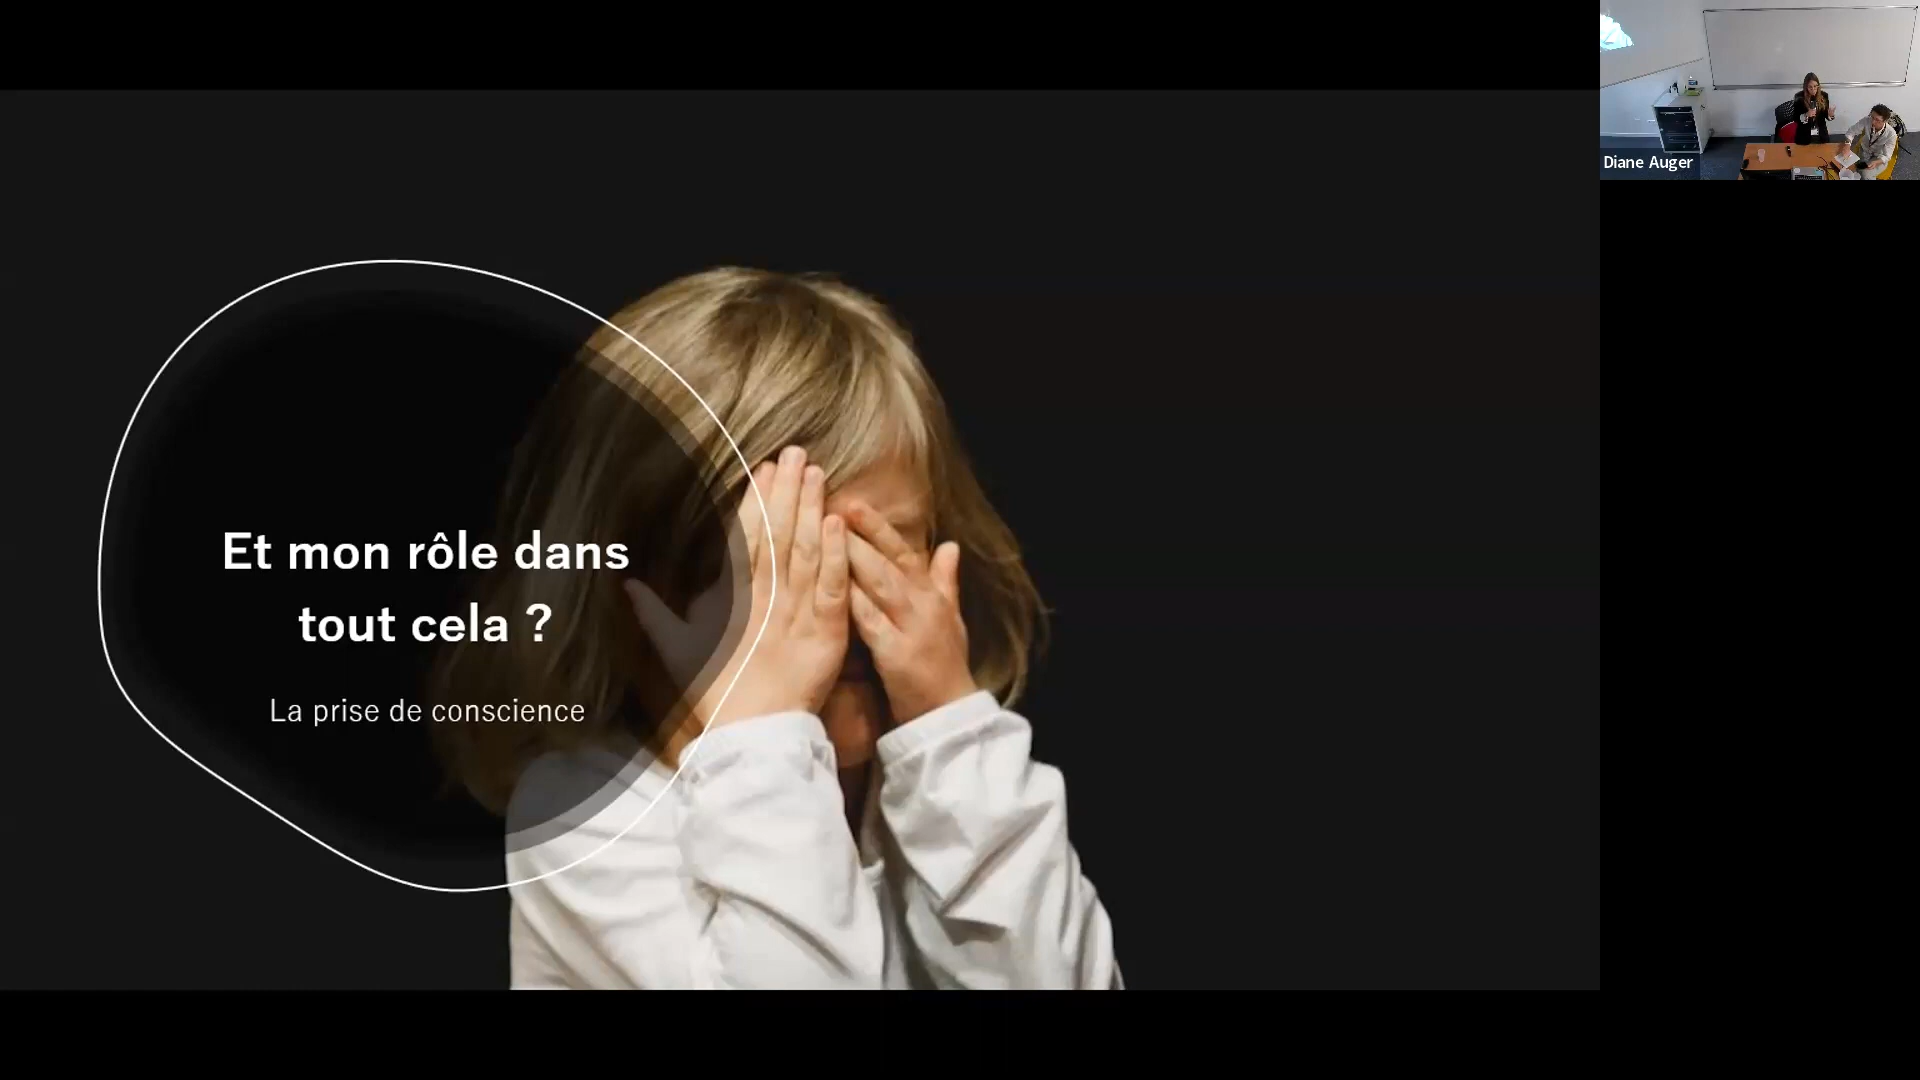 Et mon rôle dans
tout cela ?
La prise de conscience
Diane Auger